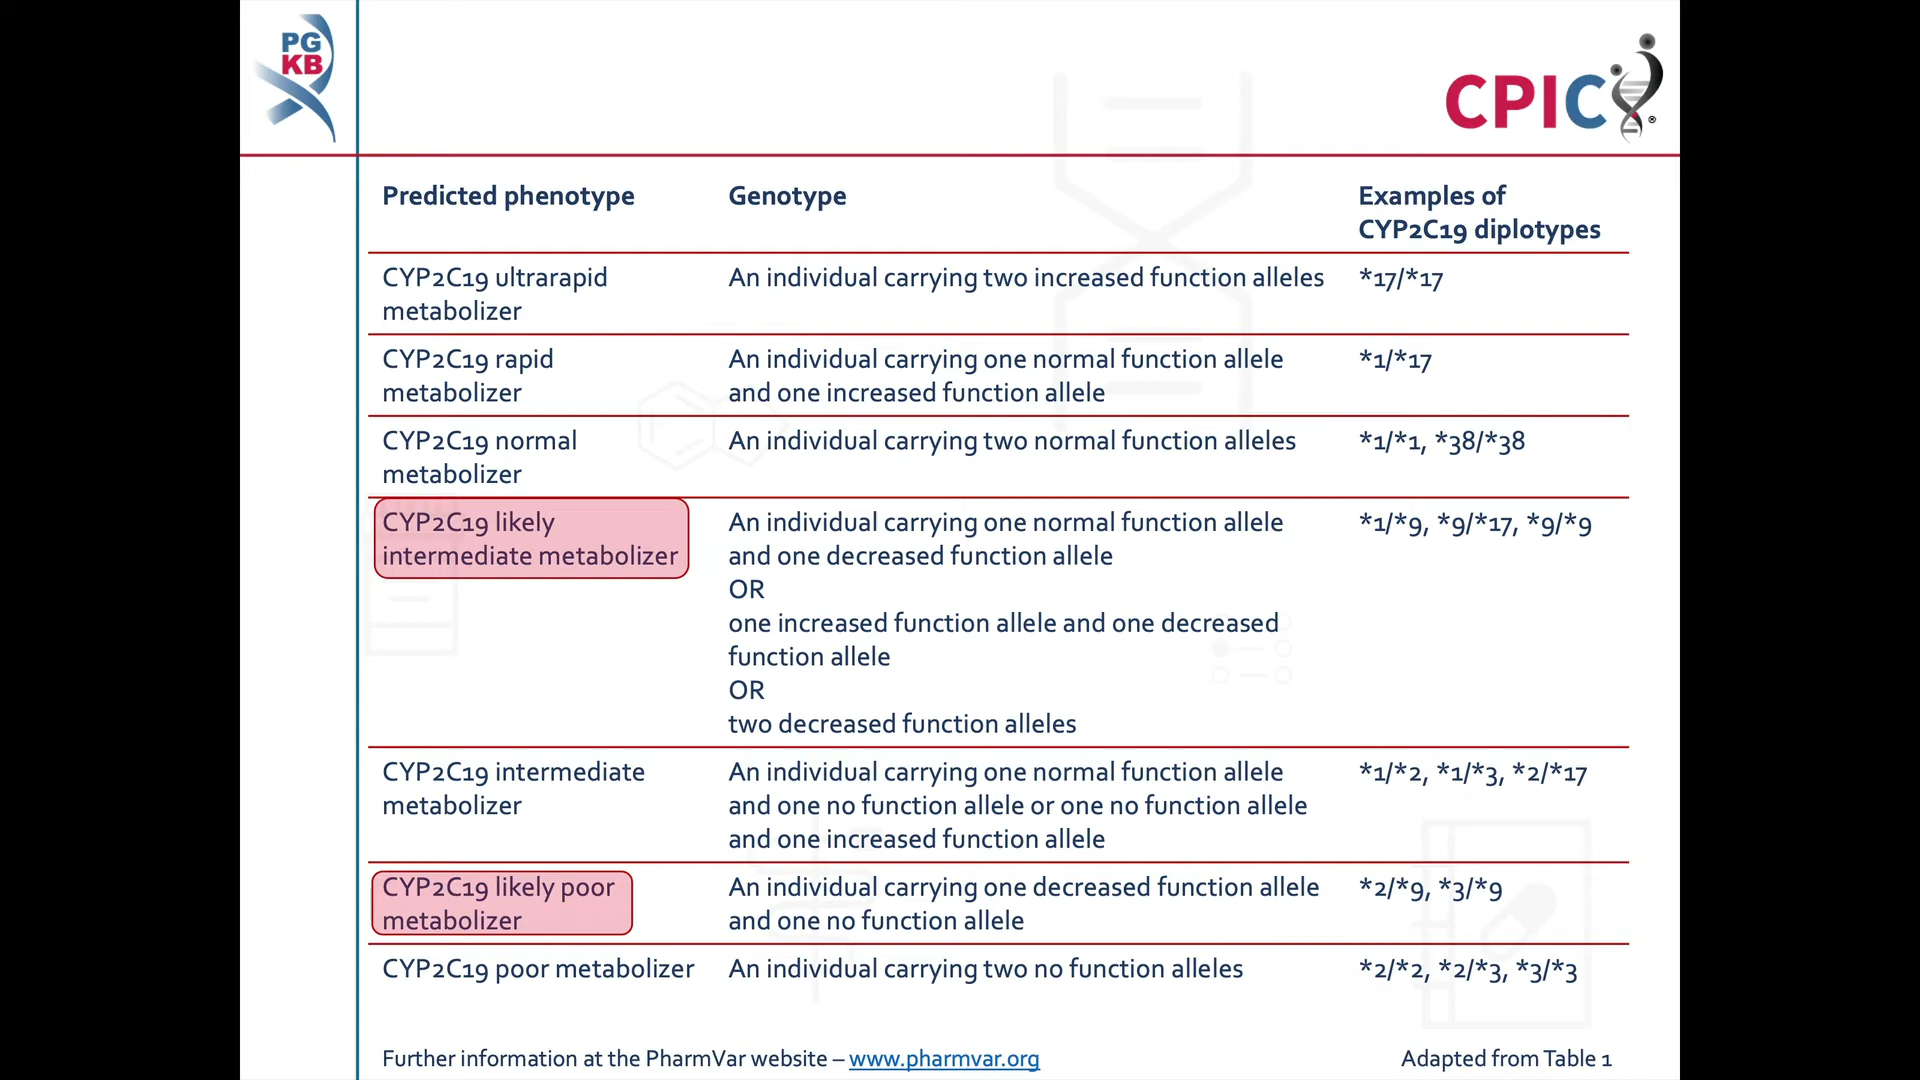 PG
KB
CPIC®
Predicted phenotype
Genotype
Examples of
CYP2C19 diplotypes
CYP2C19 ultrarapid
metabolizer
An individual carrying two increased function alleles
*17/*17
CYP2C19 rapid
metabolizer
An individual carrying one normal function allele
and one increased function allele
*1/*17
CYP2C19 normal
metabolizer
An individual carrying two normal function alleles
*1/*1, *38/*38
CYP2C19 likely
intermediate metabolizer
An individual carrying one normal function allele
and one decreased function allele
OR
one increased function allele and one decreased
function allele
OR
two decreased function alleles
*1/*9, *9/*17, *9/*9
CYP2C19 intermediate
metabolizer
An individual carrying one normal function allele
and one no function allele or one no function allele
and one increased function allele
*1/*2, *1/*3, *2/*17
CYP2C19 likely poor
metabolizer
An individual carrying one decreased function allele
and one no function allele
*2/*9, *3/*9
CYP2C19 poor metabolizer
An individual carrying two no function alleles
*2/*2, *2/*3, *3/*3
Further information at the PharmVar website – www.pharmvar.org
Adapted from Table 1